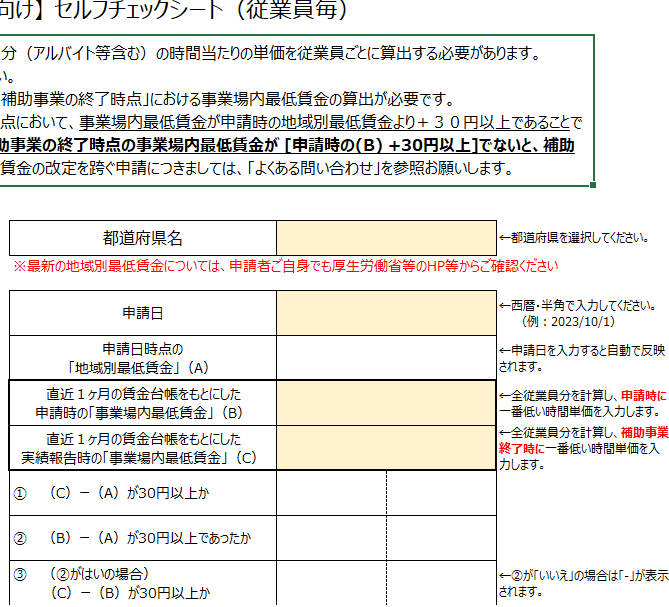 向け】セルフチェックシート（従業員毎）
分（アルバイト等含む）の時間当たりの単価を従業員ごとに算出する必要があります。
い。
「補助事業の終了時点」における事業場内最低賃金の算出が必要です。
点において、事業場内最低賃金が申請時の地域別最低賃金より＋３０円以上であることで
助事業の終了時点の事業場内最低賃金が [申請時の(B) +30円以上]でないと、補助
賃金の改定を跨ぐ申請につきましては、「よくある問い合わせ」を参照お願いします。
都道府県名
←都道府県を選択してください。
※最新の地域別最低賃金については、申請者ご自身でも厚生労働省等のHP等からご確認ください
申請日
←西暦・半角で入力してください。
（例：2023/10/1）
申請日時点の
「地域別最低賃金」（A）
←申請日を入力すると自動で反映
されます。
直近１ヶ月の賃金台帳をもとにした
申請時の「事業場内最低賃金」（B）
←全従業員分を計算し、申請時に
一番低い時間単価を入力します。
直近１ヶ月の賃金台帳をもとにした
実績報告時の「事業場内最低賃金」（C）
←全従業員分を計算し、補助事業
終了時に一番低い時間単価を入
力します。
① （C）－（A）が30円以上か
② （B）－（A）が30円以上であったか
③ （②がはいの場合）
（C）－（B）が30円以上か
←②が「いいえ」の場合は「-」が表示
されます。